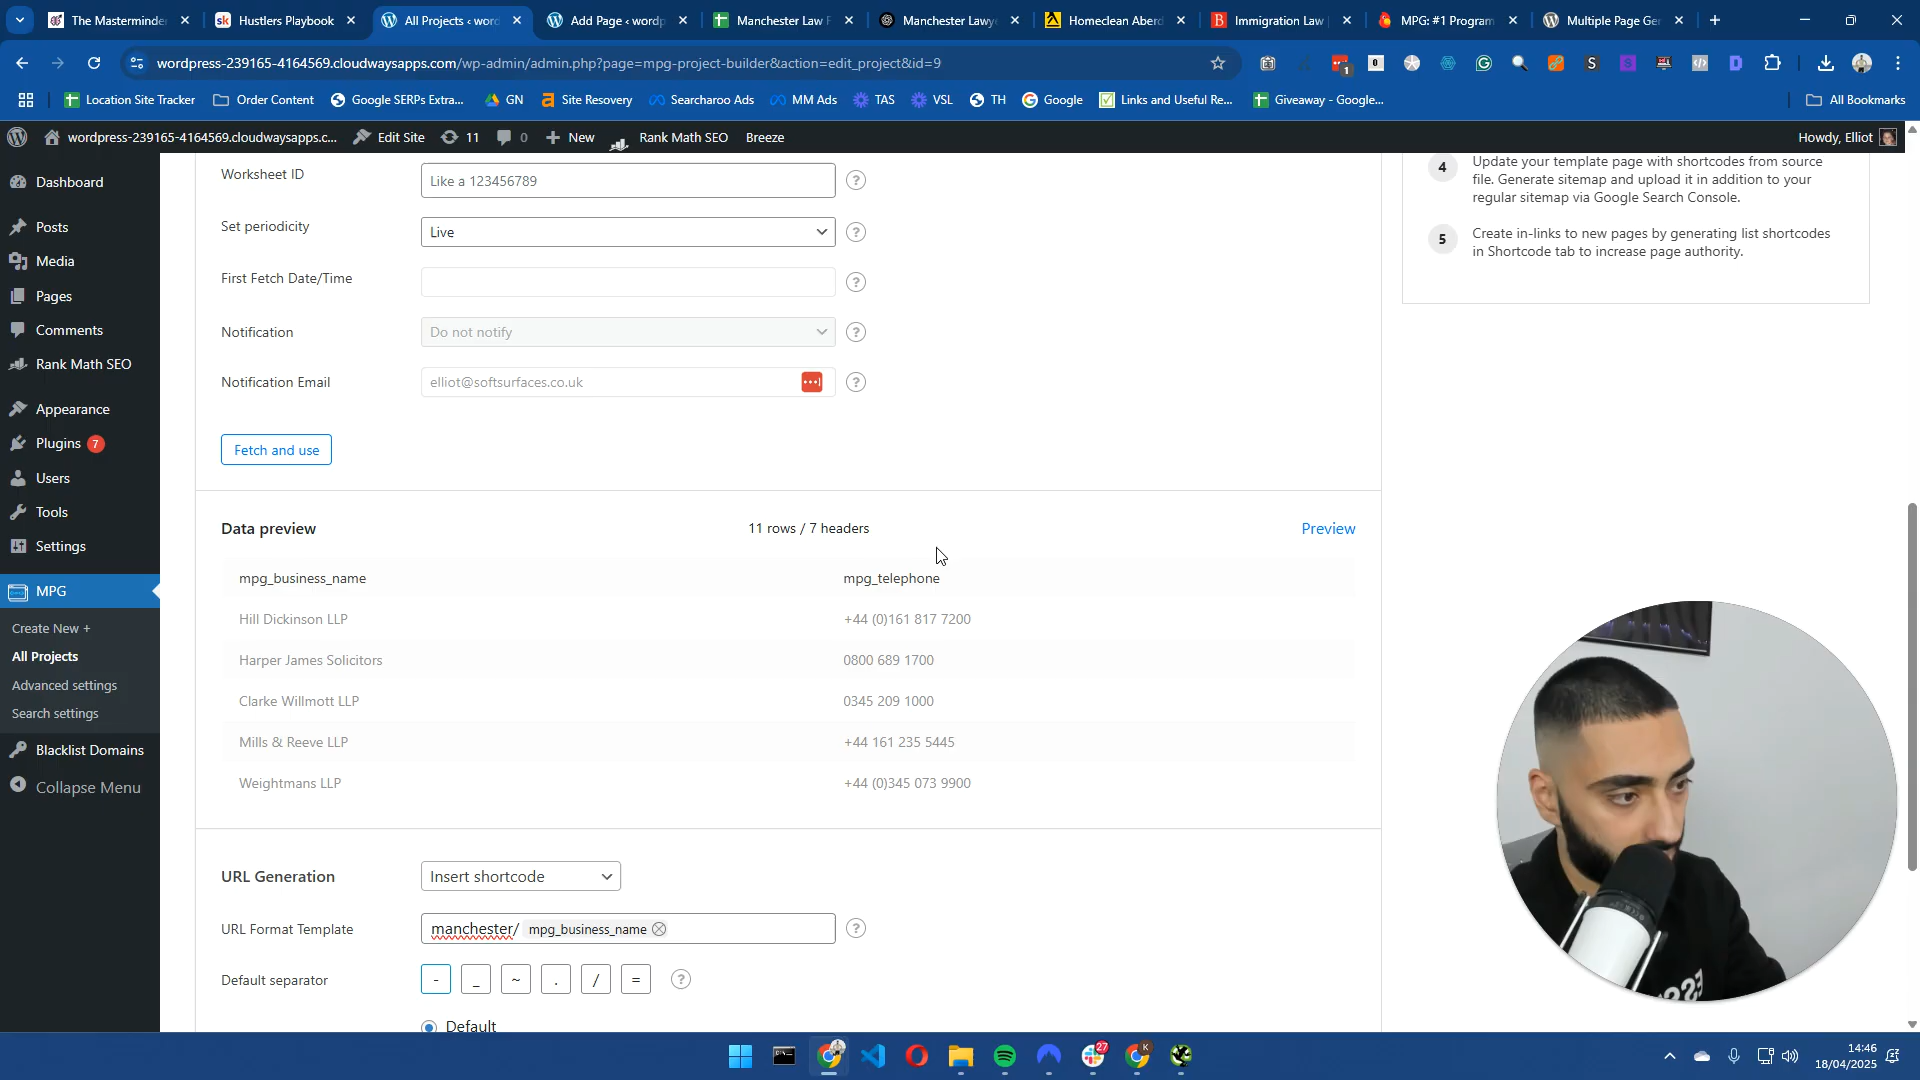 The Masterminde
Hustlers Playbook
All Projects ‹ word
Add Page ‹ wordp
Manchester Law F
Manchester Lawye
Homeclean Aberd
Immigration Law
MPG: #1 Program
Multiple Page Ger
wordpress-239165-4164569.cloudwaysapps.com/wp-admin/admin.php?page=mpg-project-builder&action=edit_project&id=9
Location Site Tracker
Order Content
Google SERPs Extra...
GN
Site Recovery
Searcharoo Ads
MM Ads
TAS
VSL
TH
Google
Links and Useful Re...
Giveaway - Google...
All Bookmarks
wordpress-239165-4164569.cloudwaysapps.c...
Edit Site
11
0
New
Rank Math SEO
Breeze
Howdy, Elliot
Dashboard
Posts
Media
Pages
Comments
Rank Math SEO
Appearance
Plugins 7
Users
Tools
Settings
MPG
Create New +
All Projects
Advanced settings
Search settings
Blacklist Domains
Collapse Menu
Worksheet ID
Like a 123456789
?
Set periodicity
Live
?
First Fetch Date/Time
?
Notification
Do not notify
?
Notification Email
elliot@softsurfaces.co.uk
?
Fetch and use
Data preview
11 rows / 7 headers
Preview
mpg_business_name
mpg_telephone
Hill Dickinson LLP
+44 (0)161 817 7200
Harper James Solicitors
0800 689 1700
Clarke Willmott LLP
0345 209 1000
Mills & Reeve LLP
+44 161 235 5445
Weightmans LLP
+44 (0)345 073 9900
URL Generation
Insert shortcode
URL Format Template
manchester/ mpg_business_name
?
Default separator
- _ ~ . / =
?
Default
4
Update your template page with shortcodes from source
file. Generate sitemap and upload it in addition to your
regular sitemap via Google Search Console.
5
Create in-links to new pages by generating list shortcodes
in Shortcode tab to increase page authority.
27
14:46
18/04/2025